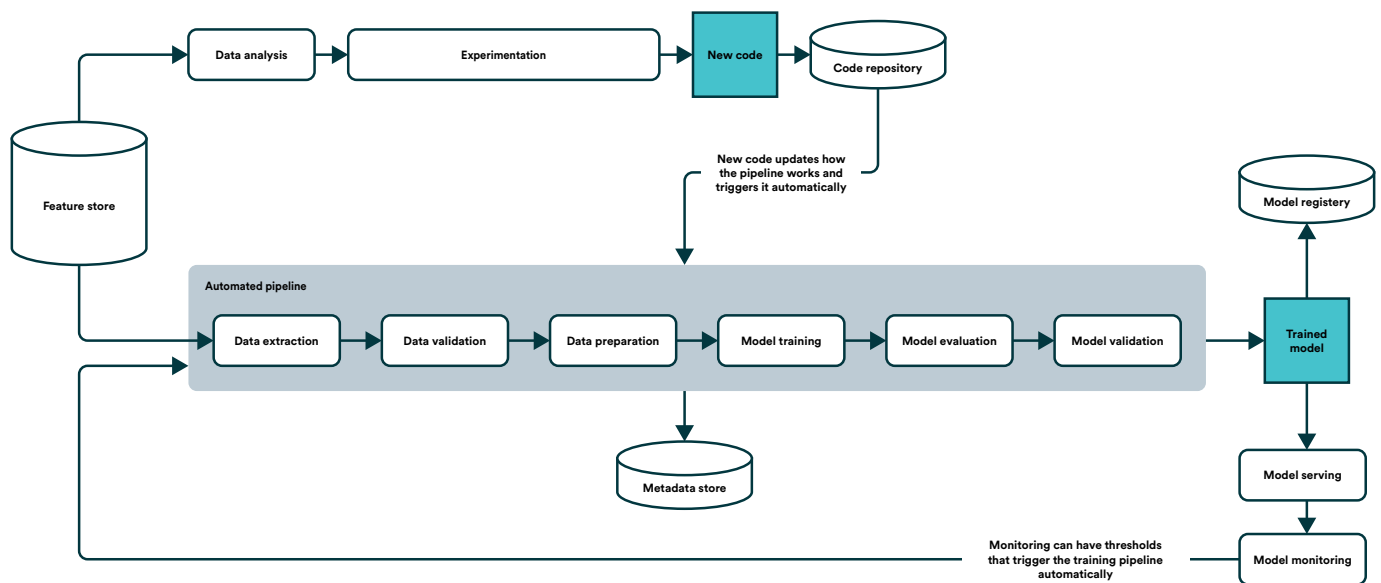 Data analysis
Experimentation
New code
Code repository
New code updates how
the pipeline works and
triggers it automatically
Feature store
Model registery
Automated pipeline
Data extraction
Data validation
Data preparation
Model training
Model evaluation
Model validation
Trained
model
Metadata store
Model serving
Monitoring can have thresholds
that trigger the training pipeline
automatically
Model monitoring